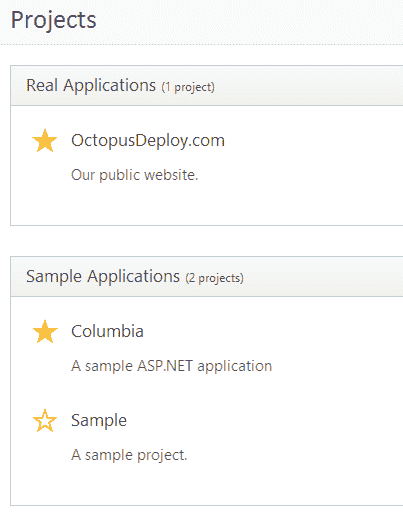 Projects
Real Applications (1 project)
OctopusDeploy.com
Our public website.
Sample Applications (2 projects)
Columbia
A sample ASP.NET application
Sample
A sample project.